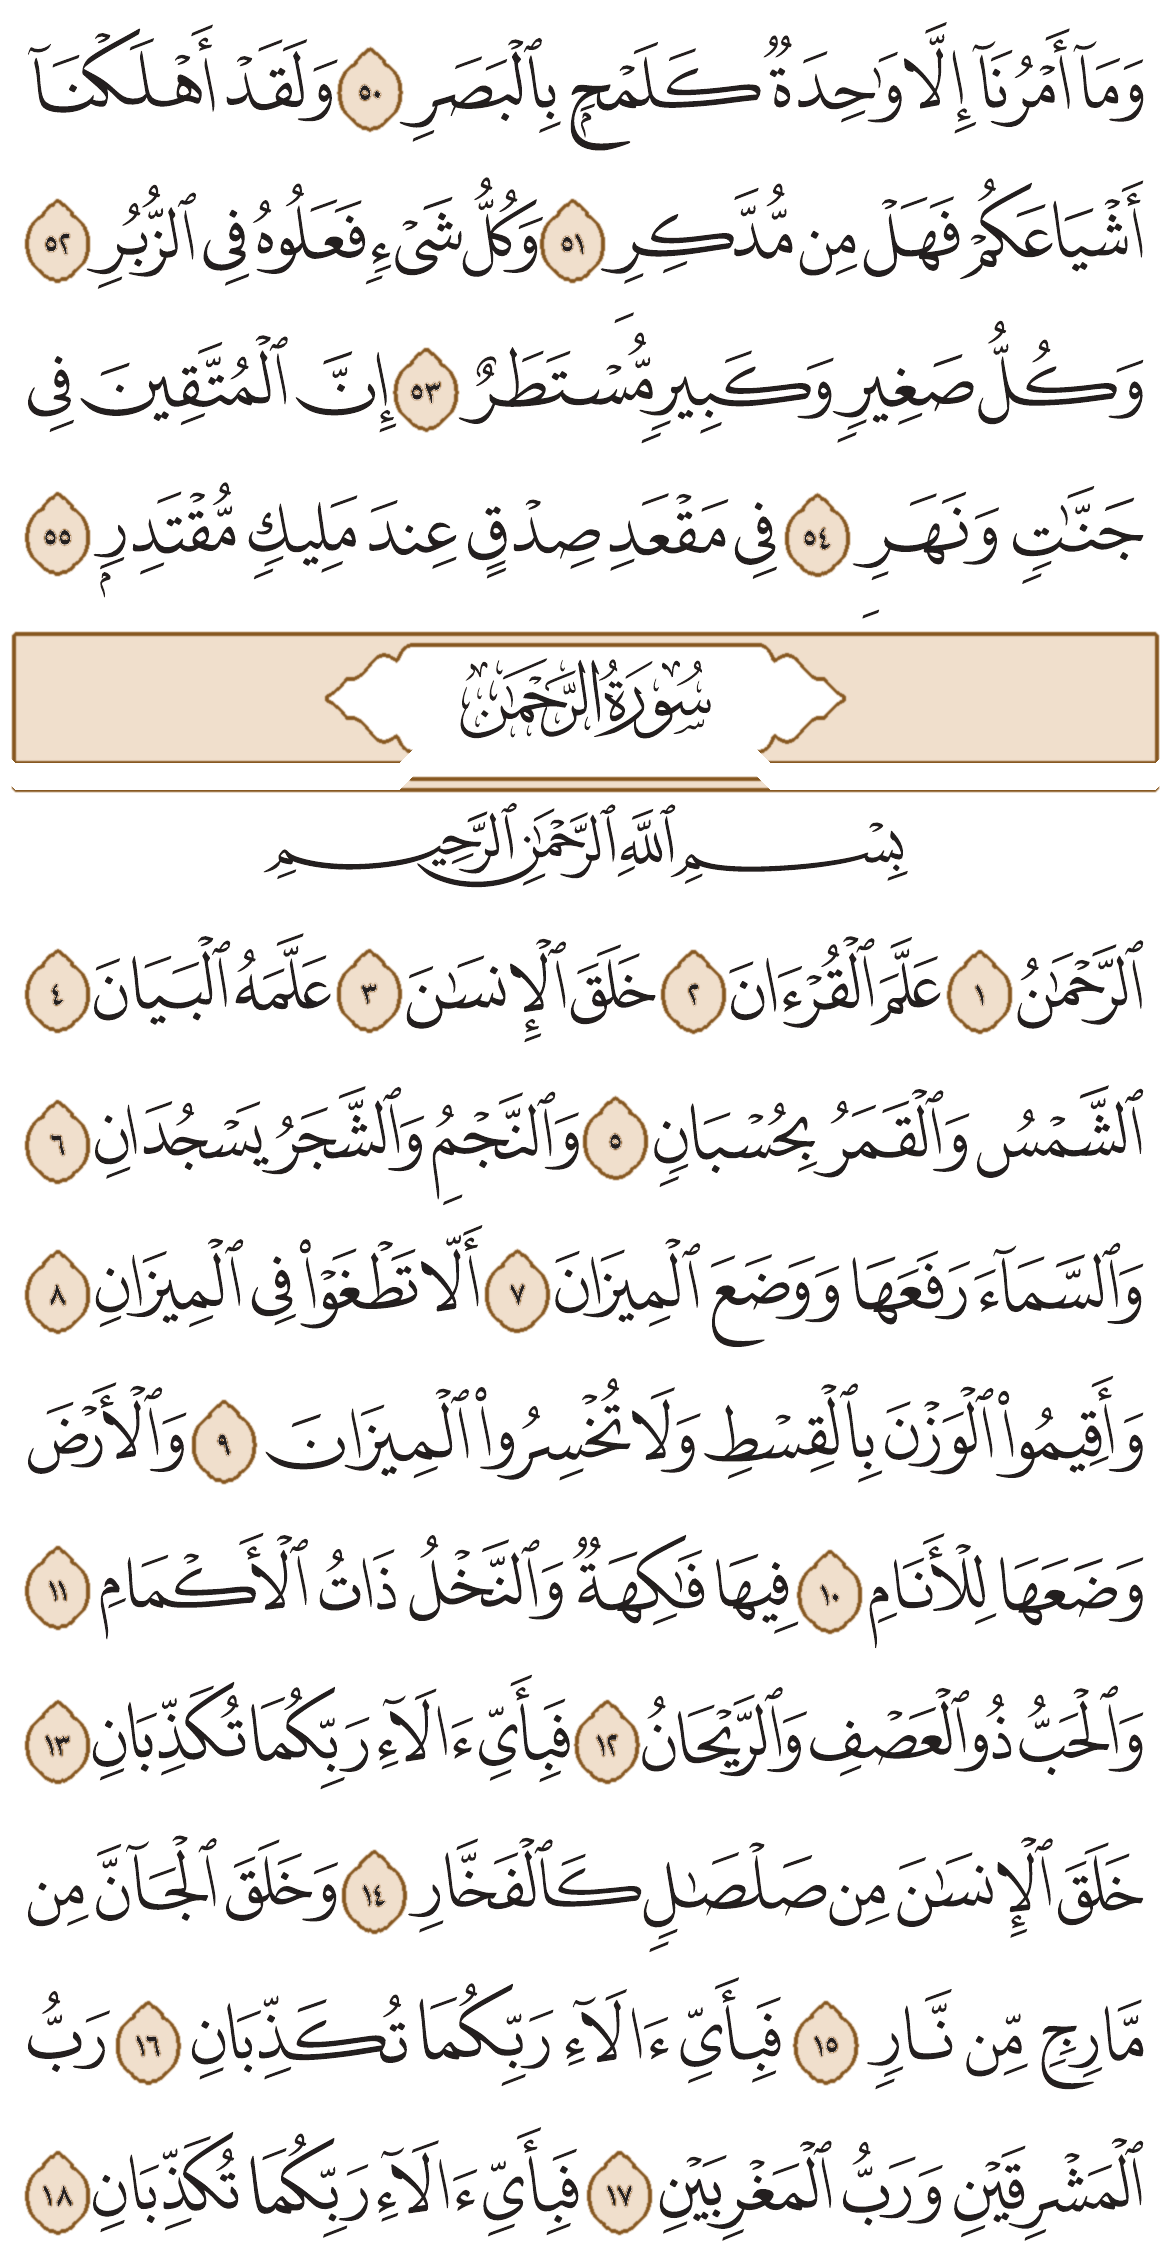 وَمَآ أَمۡرُنَآ إِلَّا وَٰحِدَةٞ كَلَمۡحِۭ بِٱلۡبَصَرِ ٥٠ وَلَقَدۡ أَهۡلَكۡنَآ
أَشۡيَاعَكُمۡ فَهَلۡ مِن مُّدَّكِرٖ ٥١ وَكُلُّ شَيۡءٖ فَعَلُوهُ فِي ٱلزُّبُرِ ٥٢
وَكُلُّ صَغِيرٖ وَكَبِيرٖ مُّسۡتَطَرٌ ٥٣ إِنَّ ٱلۡمُتَّقِينَ فِي
جَنَّٰتٖ وَنَهَرٖ ٥٤ فِي مَقۡعَدِ صِدۡقٍ عِندَ مَلِيكٖ مُّقۡتَدِرِۭ ٥٥
سُورَةُ الرَّحۡمَٰن
بِسۡمِ ٱللَّهِ ٱلرَّحۡمَٰنِ ٱلرَّحِيمِ
ٱلرَّحۡمَٰنُ ١ عَلَّمَ ٱلۡقُرۡءَانَ ٢ خَلَقَ ٱلۡإِنسَٰنَ ٣ عَلَّمَهُ ٱلۡبَيَانَ ٤
ٱلشَّمۡسُ وَٱلۡقَمَرُ بِحُسۡبَانٖ ٥ وَٱلنَّجۡمُ وَٱلشَّجَرُ يَسۡجُدَانِ ٦
وَٱلسَّمَآءَ رَفَعَهَا وَوَضَعَ ٱلۡمِيزَانَ ٧ أَلَّا تَطۡغَوۡاْ فِي ٱلۡمِيزَانِ ٨
وَأَقِيمُواْ ٱلۡوَزۡنَ بِٱلۡقِسۡطِ وَلَا تُخۡسِرُواْ ٱلۡمِيزَانَ ٩ وَٱلۡأَرۡضَ
وَضَعَهَا لِلۡأَنَامِ ١٠ فِيهَا فَٰكِهَةٞ وَٱلنَّخۡلُ ذَاتُ ٱلۡأَكۡمَامِ ١١
وَٱلۡحَبُّ ذُو ٱلۡعَصۡفِ وَٱلرَّيۡحَانُ ١٢ فَبِأَيِّ ءَالَآءِ رَبِّكُمَا تُكَذِّبَانِ ١٣
خَلَقَ ٱلۡإِنسَٰنَ مِن صَلۡصَٰلٖ كَٱلۡفَخَّارِ ١٤ وَخَلَقَ ٱلۡجَآنَّ مِن
مَّارِجٖ مِّن نَّارٖ ١٥ فَبِأَيِّ ءَالَآءِ رَبِّكُمَا تُكَذِّبَانِ ١٦ رَبُّ
ٱلۡمَشۡرِقَيۡنِ وَرَبُّ ٱلۡمَغۡرِبَيۡنِ ١٧ فَبِأَيِّ ءَالَآءِ رَبِّكُمَا تُكَذِّبَانِ ١٨